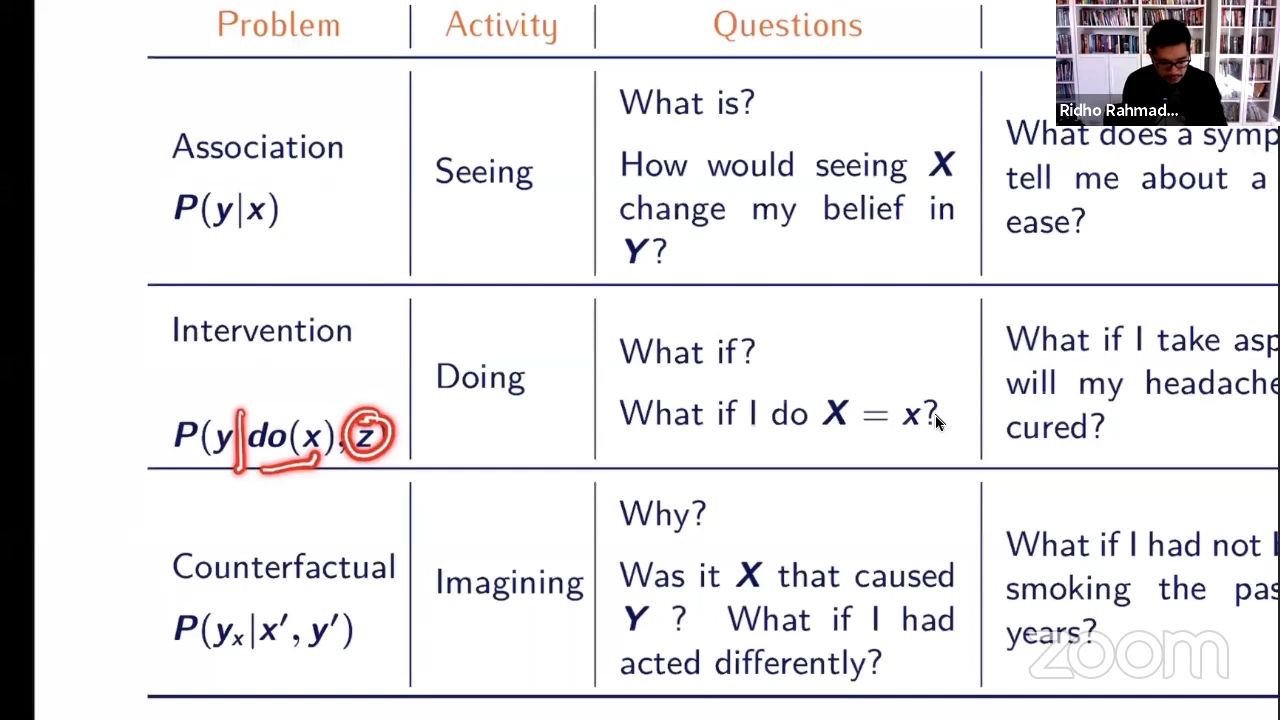 Problem
Activity
Questions
Ridho Rahmad...
Association
P(y|x)
Seeing
What is?
How would seeing X
change my belief in
Y?
What does a symp
tell me about a
ease?
Intervention
P(y|do(x), z
Doing
What if?
What if I do X = x?
What if I take asp
will my headache
cured?
Counterfactual
P(yₓ|x′, y′)
Imagining
Why?
Was it X that caused
Y ? What if I had
acted differently?
What if I had not
smoking the pas
years?
zoom